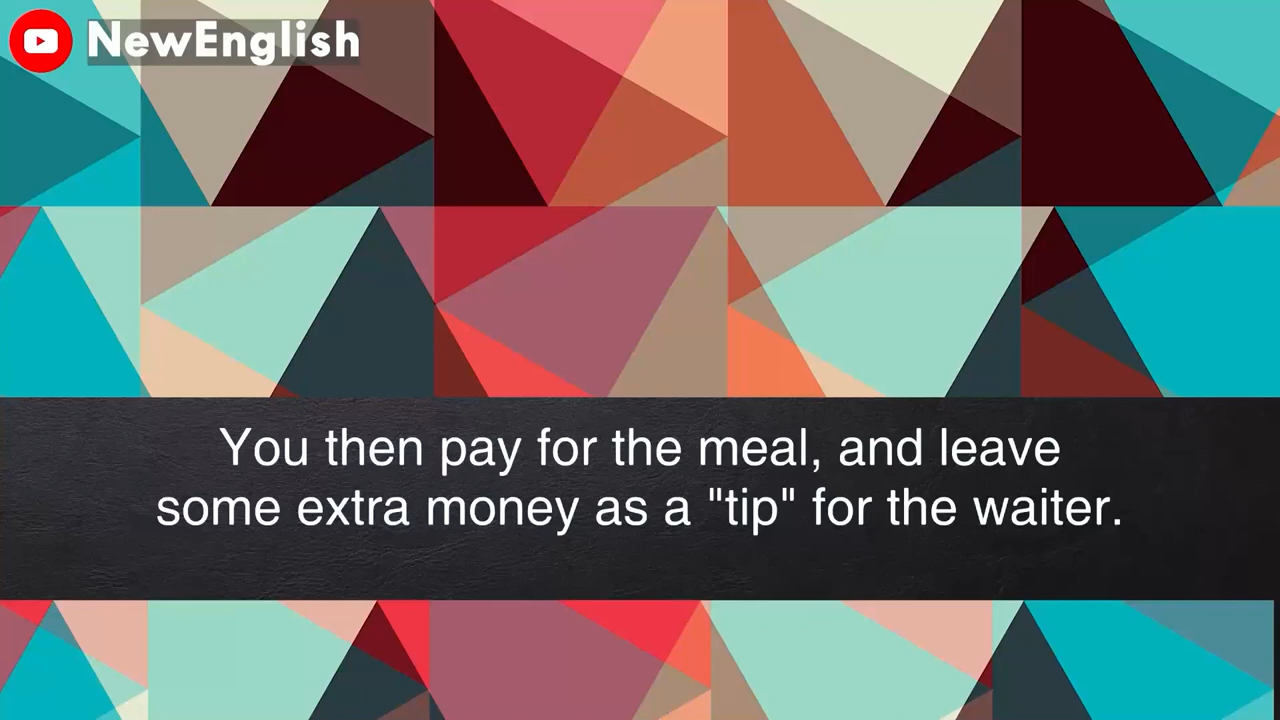 NewEnglish
You then pay for the meal, and leave
some extra money as a "tip" for the waiter.